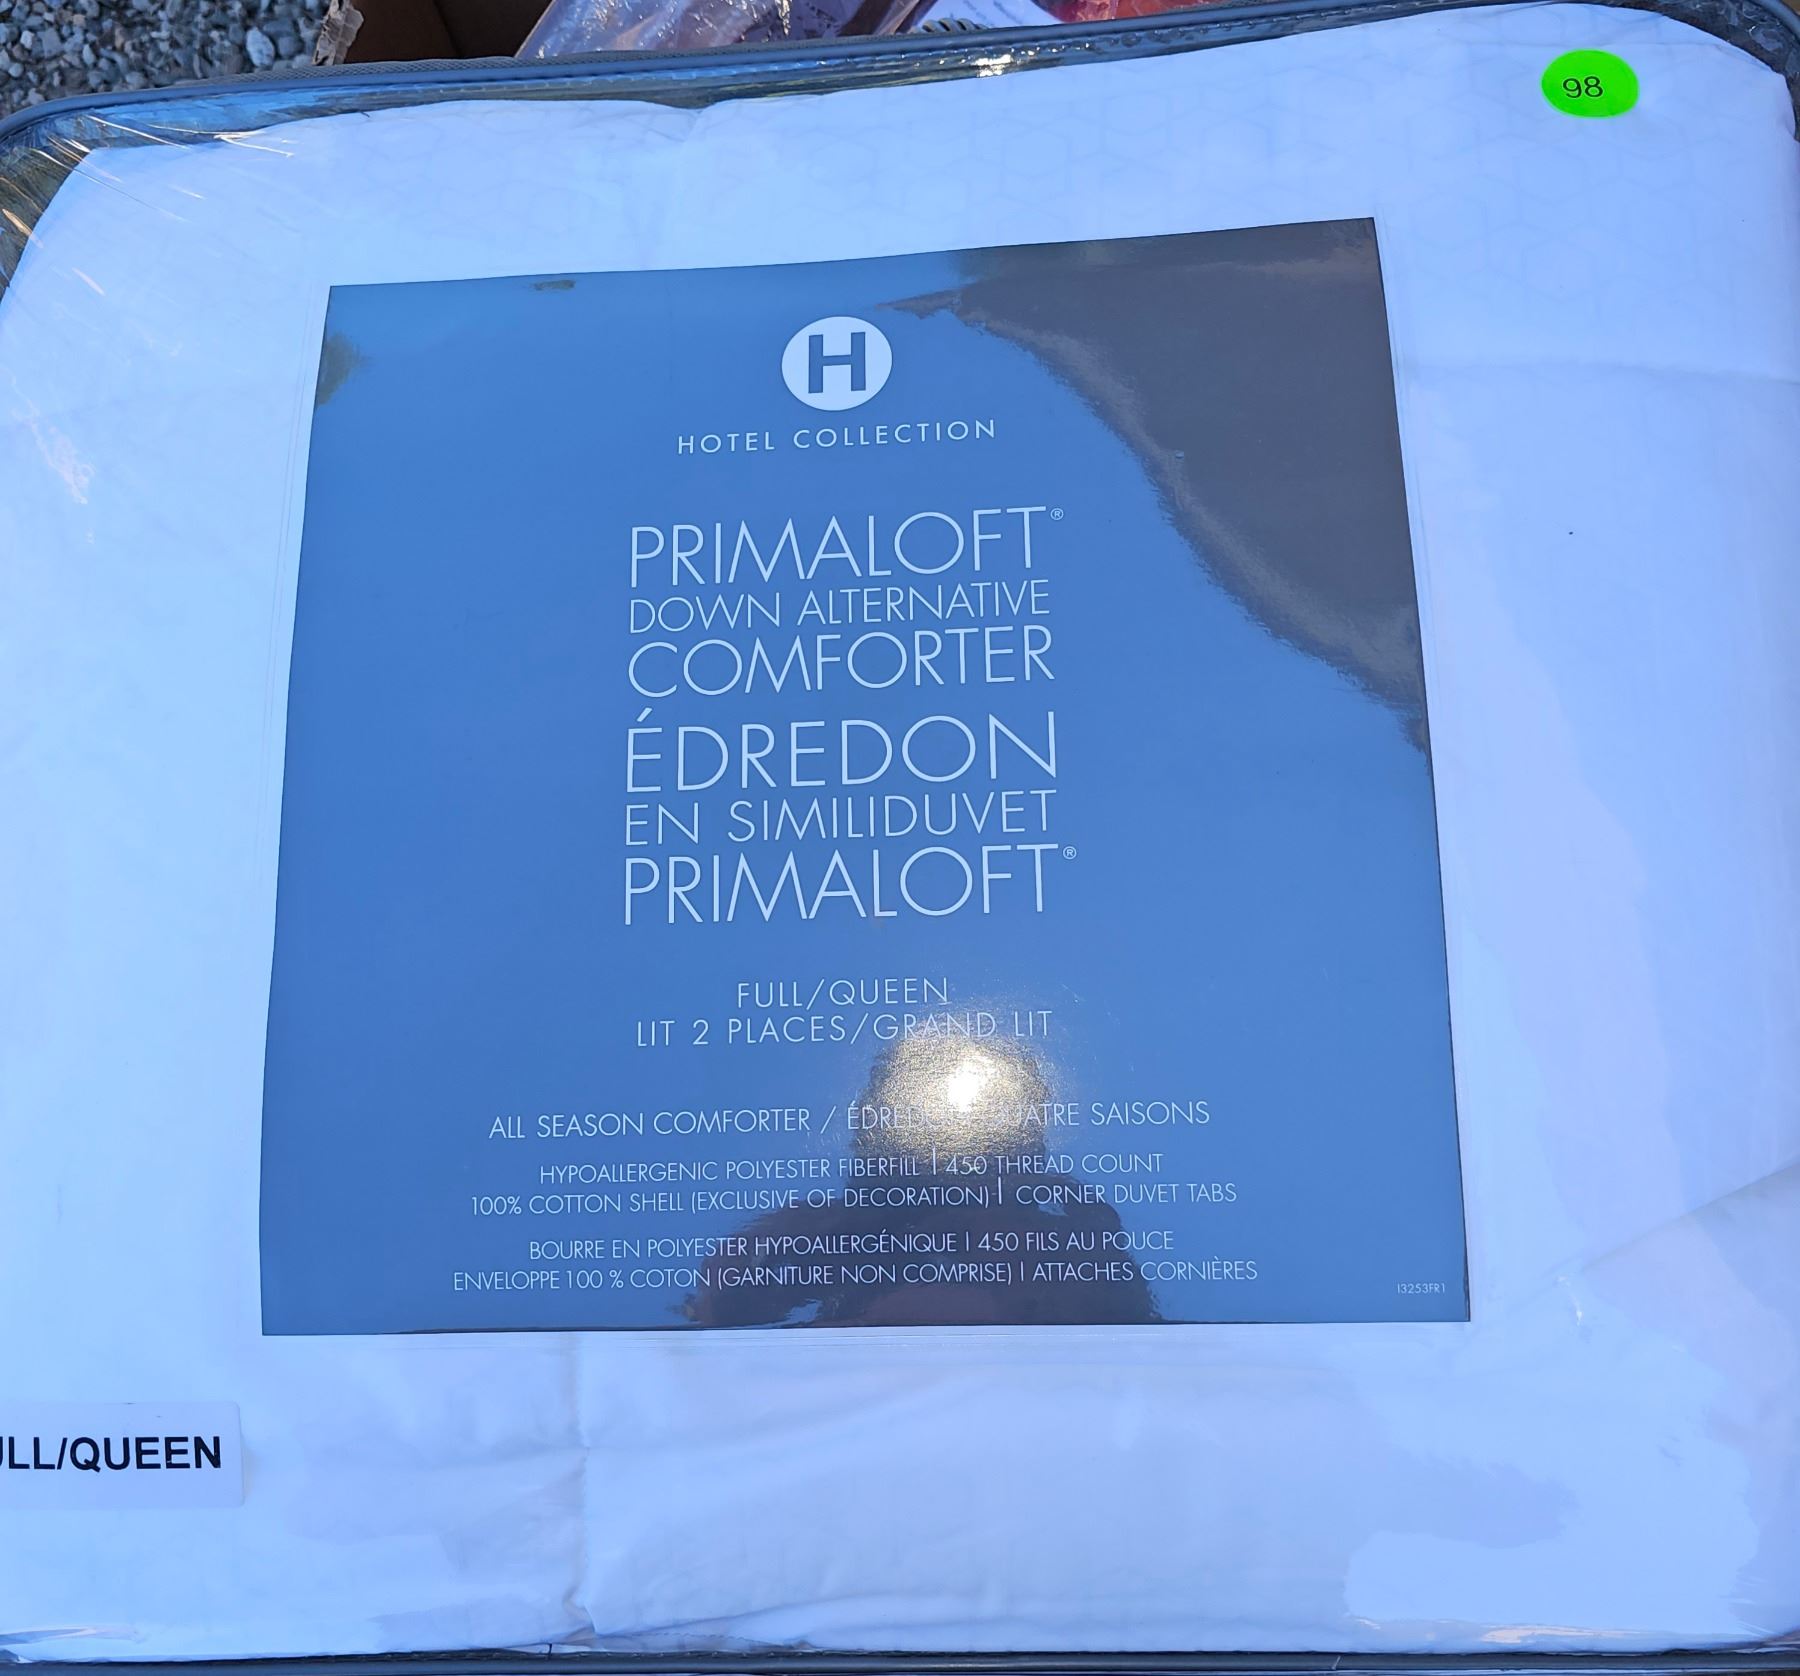 98
H
HOTEL COLLECTION
PRIMALOFT®
DOWN ALTERNATIVE
COMFORTER
ÉDREDON
EN SIMILIDUVET
PRIMALOFT®
FULL/QUEEN
LIT 2 PLACES/GRAND LIT
ALL SEASON COMFORTER / SAISONS
HYPOALLERGENIC POLYESTER FIBERFILL | 450 THREAD COUNT
100% COTTON SHELL (EXCLUSIVE OF DECORATION) | CORNER DUVET TABS
BOURRE EN POLYESTER HYPOALLERGÉNIQUE | 450 FILS AU POUCE
ENVELOPPE 100 % COTON (GARNITURE NON COMPRISE) | ATTACHES CORNIÈRES
13253FR1
ULL/QUEEN